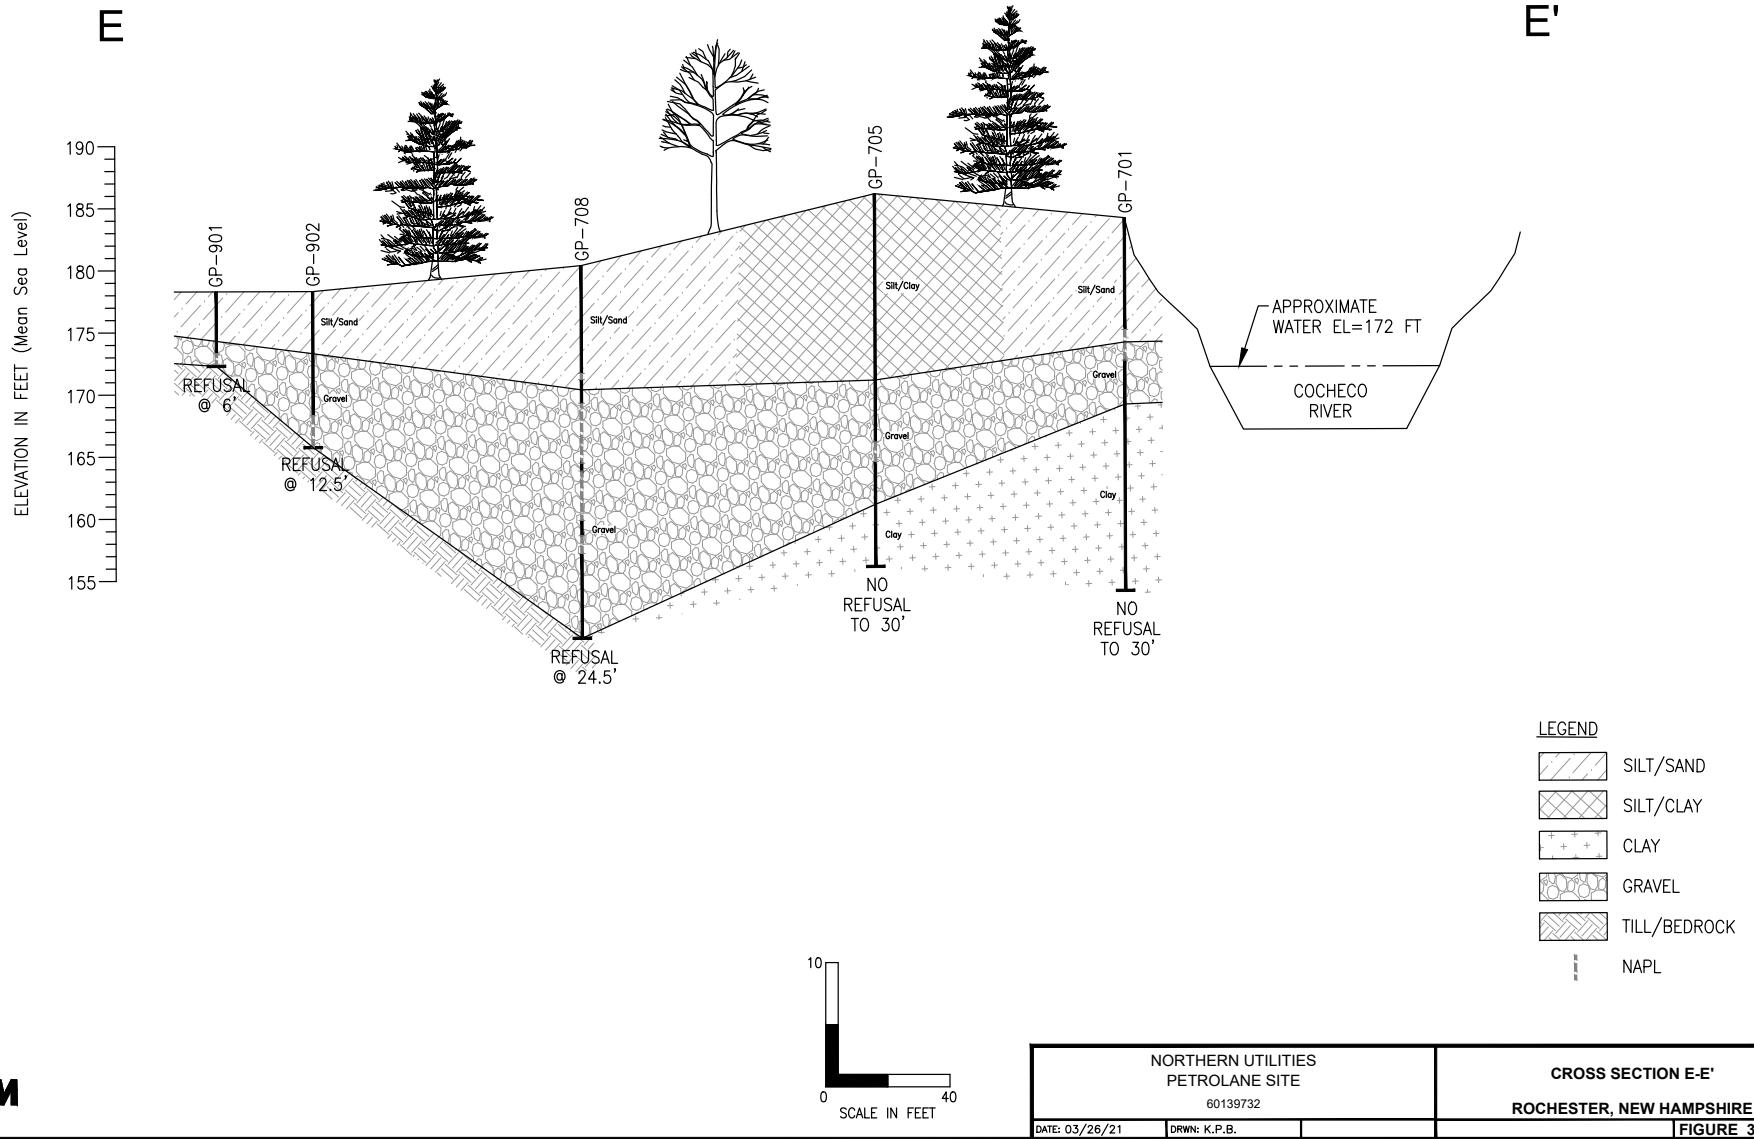 E
E'
ELEVATION IN FEET (Mean Sea Level)
190
185
180
175
170
165
160
155
GP-901
GP-902
GP-708
GP-705
GP-701
Silt/Sand
Silt/Sand
Silt/Clay
Silt/Sand
Gravel
Gravel
Gravel
Gravel
Clay
Clay
REFUSAL
@ 6'
REFUSAL
@ 12.5'
REFUSAL
@ 24.5'
NO
REFUSAL
TO 30'
NO
REFUSAL
TO 30'
APPROXIMATE
WATER EL=172 FT
COCHECO
RIVER
LEGEND
SILT/SAND
SILT/CLAY
CLAY
GRAVEL
TILL/BEDROCK
NAPL
10
0
40
SCALE IN FEET
M
NORTHERN UTILITIES
PETROLANE SITE
60139732
CROSS SECTION E-E'
ROCHESTER, NEW HAMPSHIRE
DATE: 03/26/21
DRWN: K.P.B.
FIGURE 3